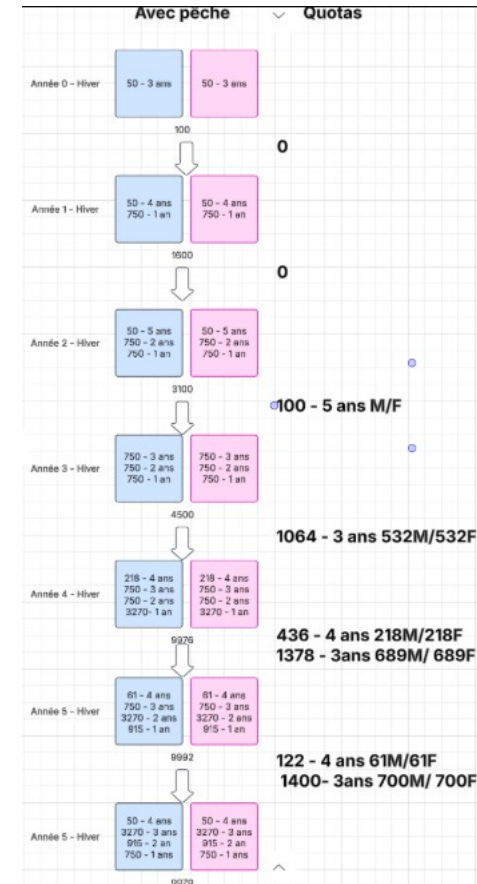 Avec pêche
Quotas
Année 0 - Hiver
50 - 3 ans
50 - 3 ans
100
0
Année 1 - Hiver
50 - 4 ans
750 - 1 an
50 - 4 ans
750 - 1 an
1600
0
Année 2 - Hiver
50 - 5 ans
750 - 2 ans
750 - 1 an
50 - 5 ans
750 - 2 ans
750 - 1 an
3100
100 - 5 ans M/F
Année 3 - Hiver
750 - 3 ans
750 - 2 ans
750 - 1 an
750 - 3 ans
750 - 2 ans
750 - 1 an
4500
1064 - 3 ans 532M/532F
Année 4 - Hiver
218 - 4 ans
750 - 3 ans
750 - 2 ans
3270- 1 an
218 - 4 ans
750 - 3 ans
750 - 2 ans
3270 - 1 an
9976
436 - 4 ans 218M/218F
1378 - 3ans 689M/ 689F
Année 5 - Hiver
61 - 4 ans
750 - 3 ans
3270 - 2 ans
915 - 1 an
61 - 4 ans
750 - 3 ans
3270 - 2 ans
915 - 1 an
9992
122 - 4 ans 61M/61F
1400- 3ans 700M/ 700F
Année 5 - Hiver
50 - 4 ans
3270 - 3 ans
915 - 2 an
750 - 1 ans
50 - 4 ans
3270 - 3 ans
915 - 2 an
750 - 1 ans